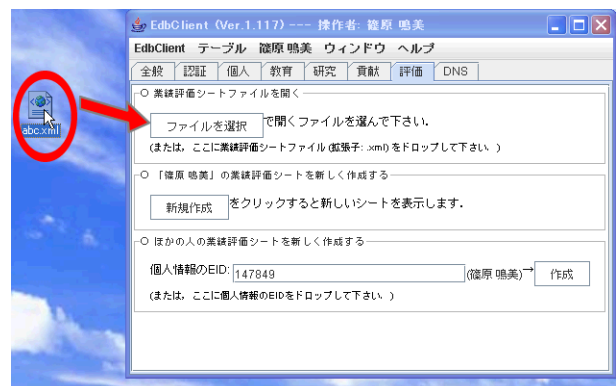 EdbClient (Ver.1.117) --- 操作者: 篠原 鳴美
EdbClient テーブル 篠原 鳴美 ウィンドウ ヘルプ
全般 認証 個人 教育 研究 貢献 評価 DNS
abc.xml
○ 業績評価シートファイルを開く
ファイルを選択 で開くファイルを選んで下さい.
(または, ここに業績評価シートファイル(拡張子: .xml)をドロップして下さい. )
○ 「篠原 鳴美」の業績評価シートを新しく作成する
新規作成 をクリックすると新しいシートを表示します.
○ ほかの人の業績評価シートを新しく作成する
個人情報のEID: 147849 (篠原 鳴美)→ 作成
(または, ここに個人情報のEIDをドロップして下さい. )